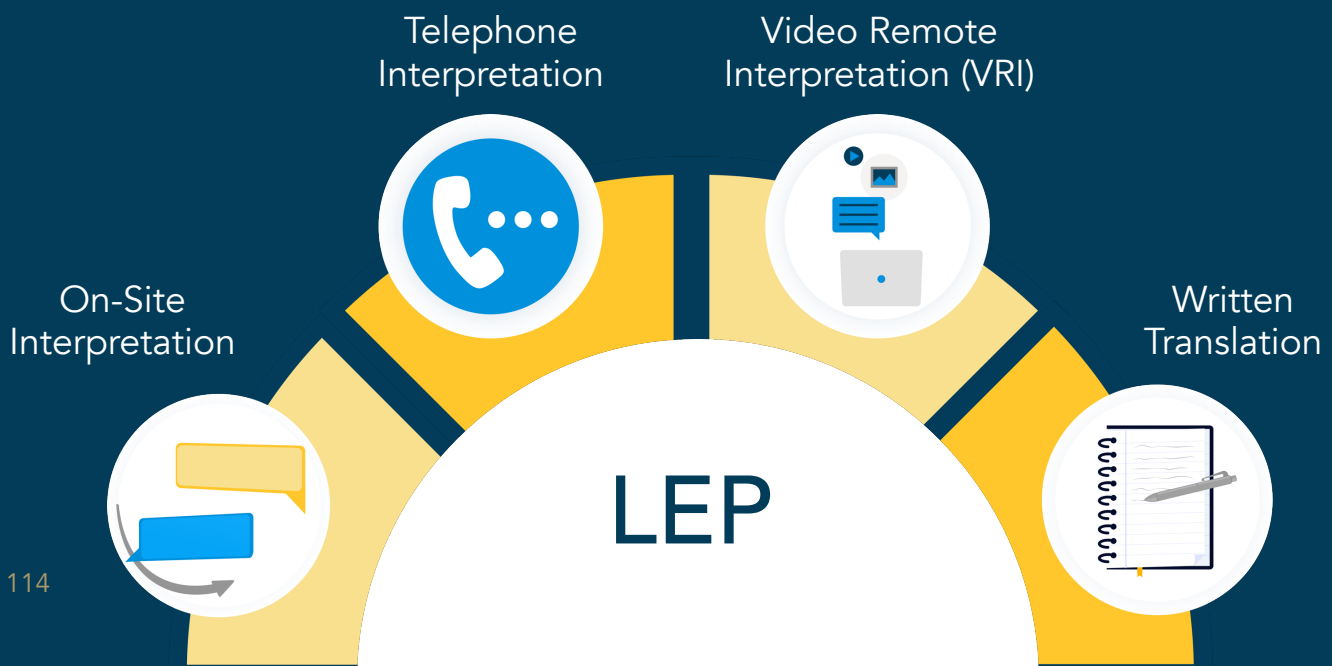 Telephone
Interpretation
Video Remote
Interpretation (VRI)
On-Site
Interpretation
Written
Translation
LEP
114